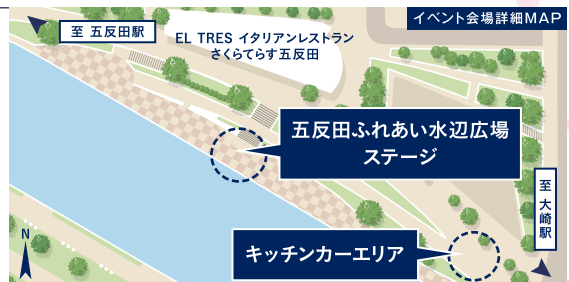 イベント会場詳細MAP
至 五反田駅
EL TRES イタリアンレストラン
さくらてらす五反田
五反田ふれあい水辺広場
ステージ
至 大崎駅
キッチンカーエリア
N